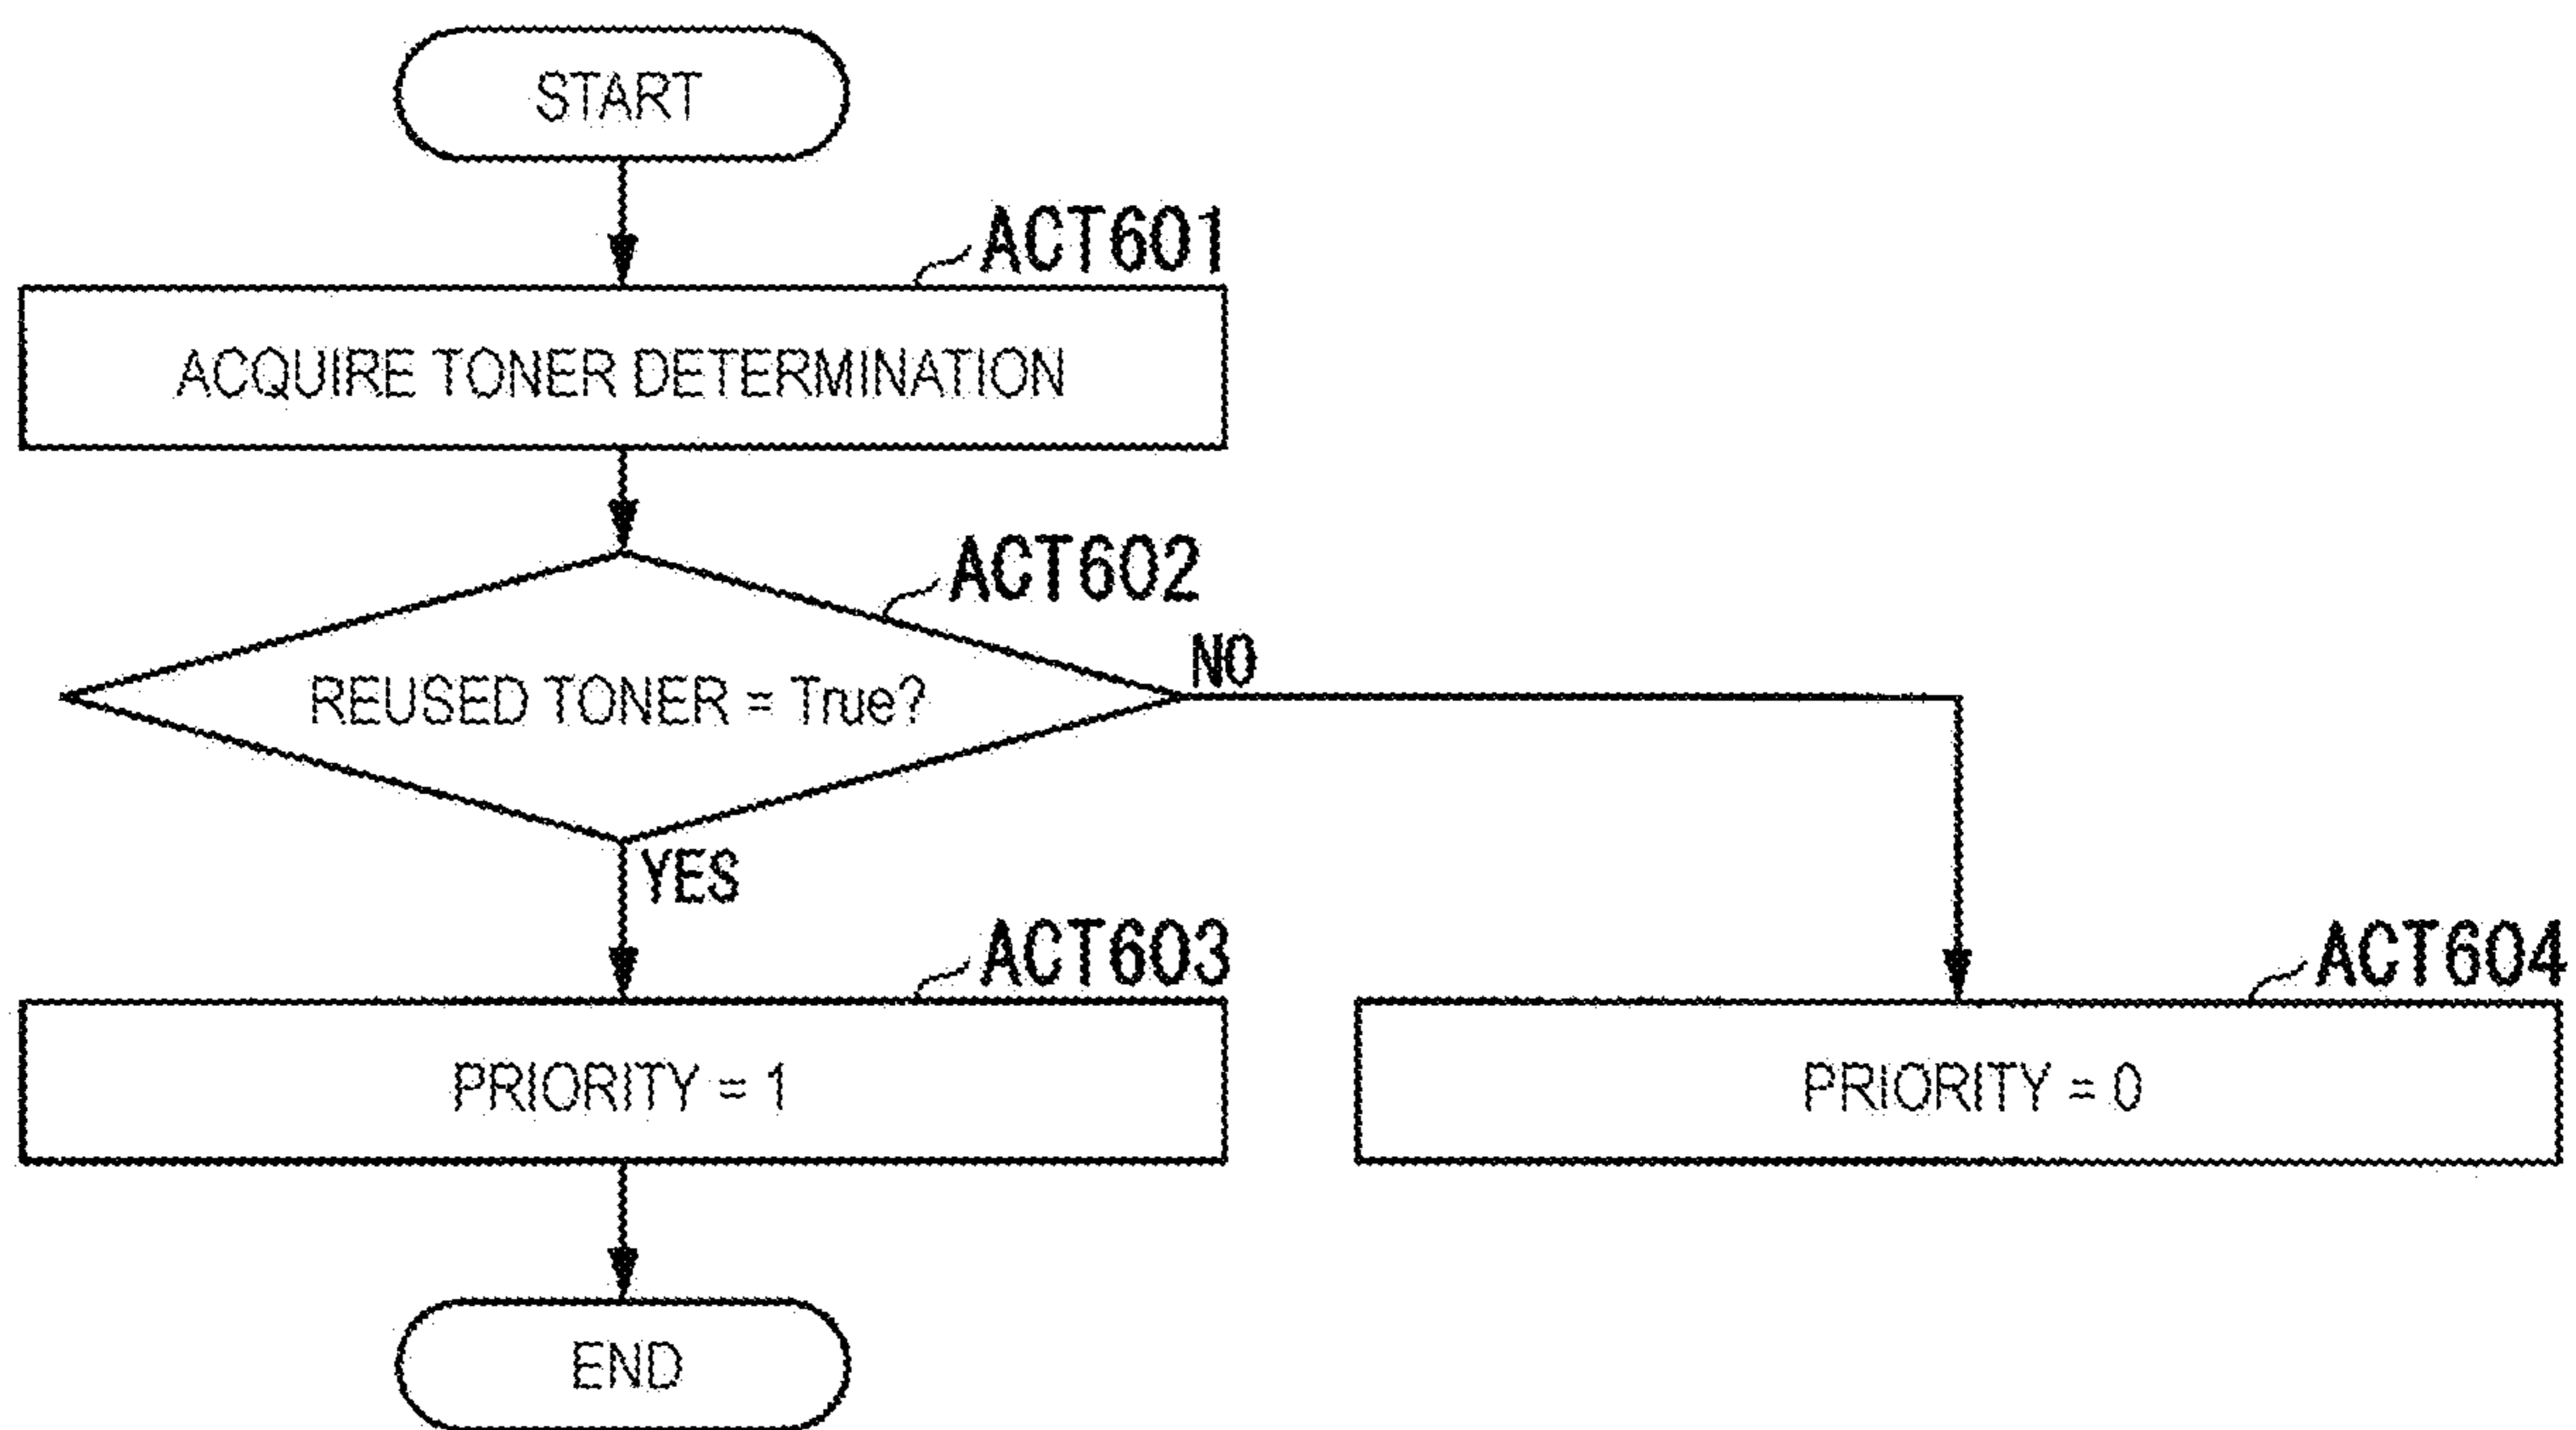 START
ACT601
ACQUIRE TONER DETERMINATION
ACT602
NO
REUSED TONER = True?
YES
ACT603
ACT604
PRIORITY = 1
PRIORITY = 0
END